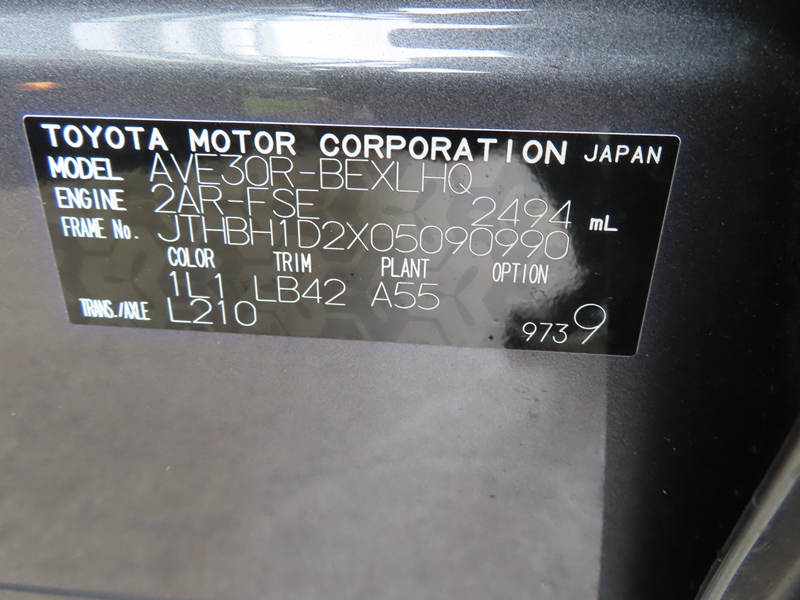 TOYOTA MOTOR CORPORATION JAPAN
MODEL AVE30R-BEXLHQ
ENGINE 2AR-FSE 2494 mL
FRAME No. JTHBH1D2X05090990
COLOR TRIM PLANT OPTION
1L1 LB42 A55
TRANS./AXLE L210
9739